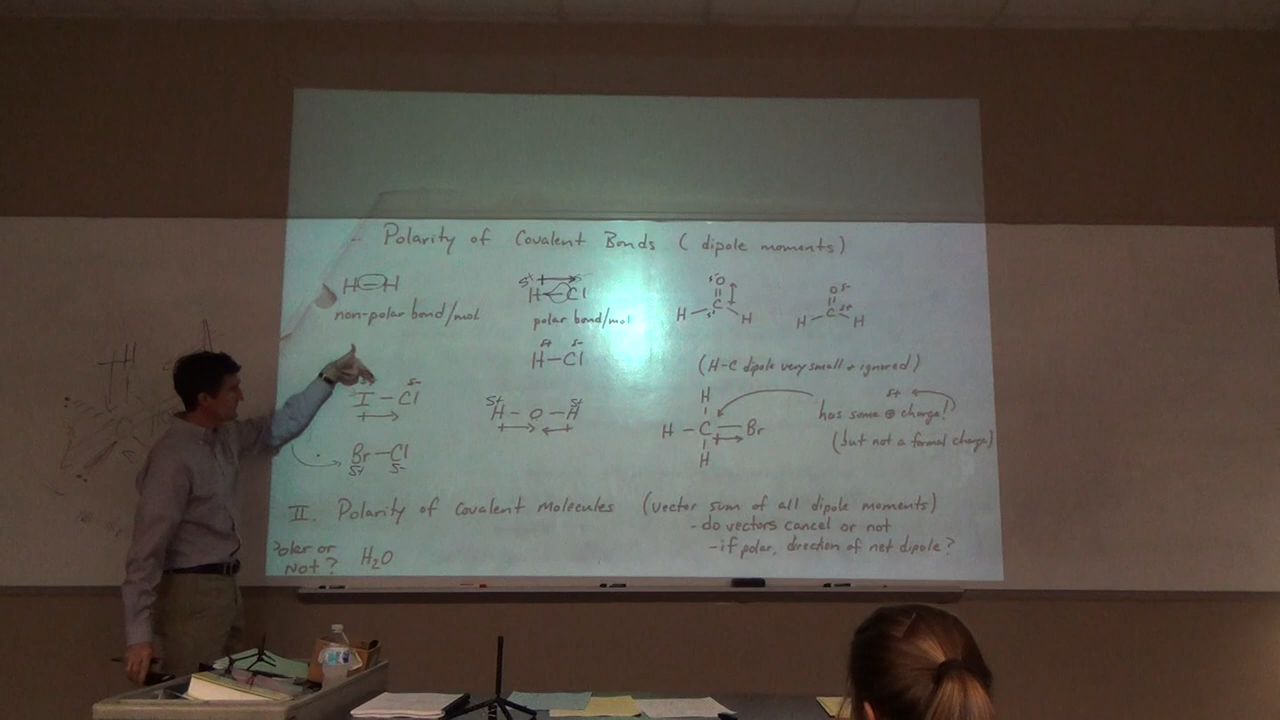 Polarity of Covalent Bonds (dipole moments)
H–H
non-polar bond/mol.
δ+ δ-
H–Cl
polar bond/mol
δ+ δ-
H–Cl
δ-
O
C
H H
O δ-
C δ+
H H
(H-C dipole very small + ignored)
δ-
I–Cl
δ+ δ+
H–O–H
H
H–C–Br
H
δ+
has some ⊕ charge!
(but not a formal charge)
Br–Cl
δ+ δ-
II. Polarity of Covalent molecules (vector sum of all dipole moments)
- do vectors cancel or not
- if polar, direction of net dipole?
Polar or
Not? H₂O